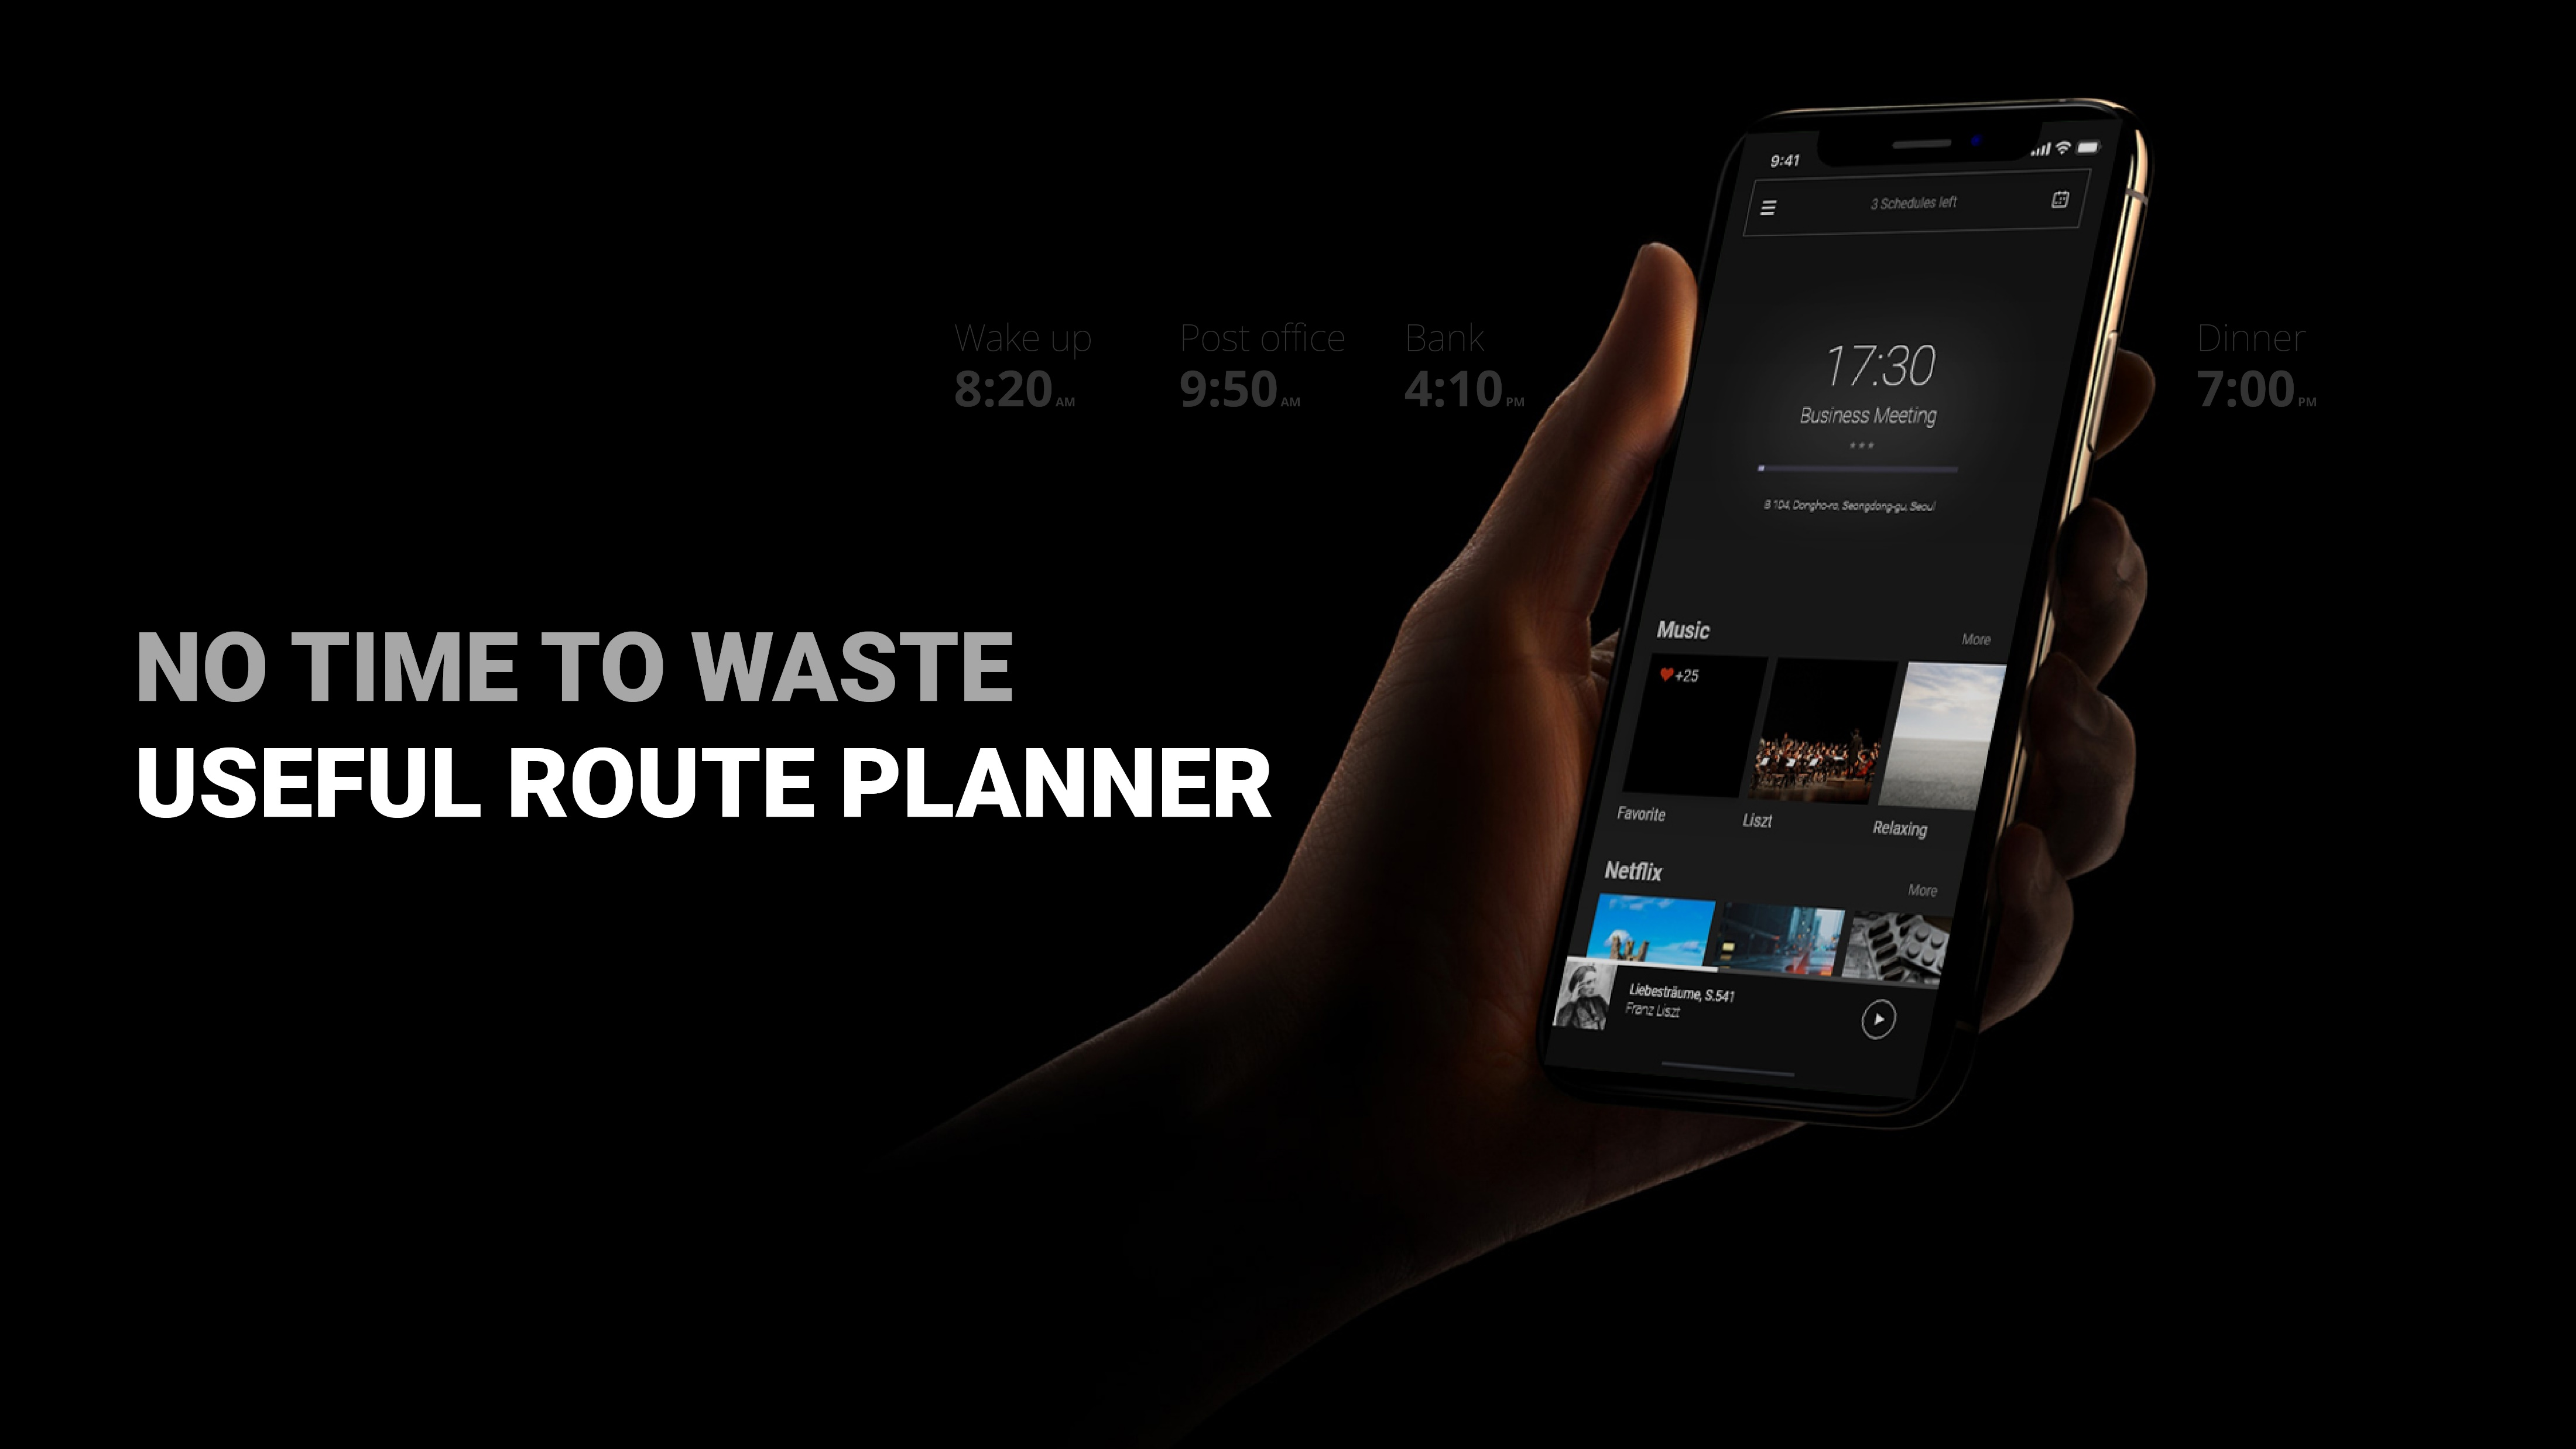 Wake up
8:20 AM
Post office
9:50 AM
Bank
4:10 PM
Dinner
7:00 PM
NO TIME TO WASTE
USEFUL ROUTE PLANNER
9:41
3 Schedules left
17:30
Business Meeting
B 104, Dongho-ro, Seongdong-gu, Seoul
Music
More
+25
Favorite
Liszt
Relaxing
Netflix
More
Liebesträume, S.541
Franz Liszt